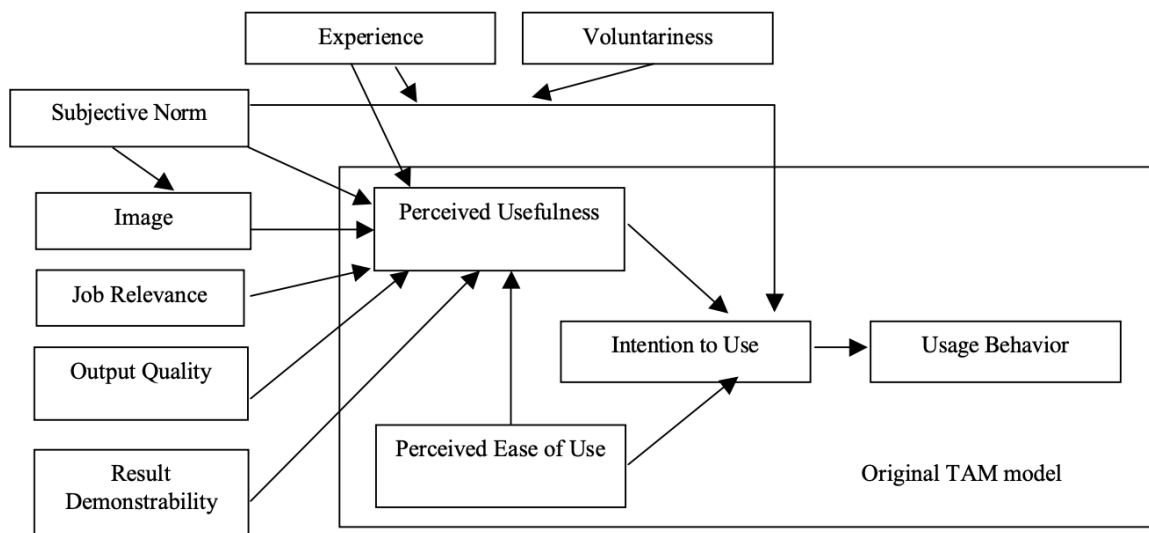 Experience
Voluntariness
Subjective Norm
Image
Perceived Usefulness
Job Relevance
Intention to Use
Usage Behavior
Output Quality
Perceived Ease of Use
Result
Demonstrability
Original TAM model